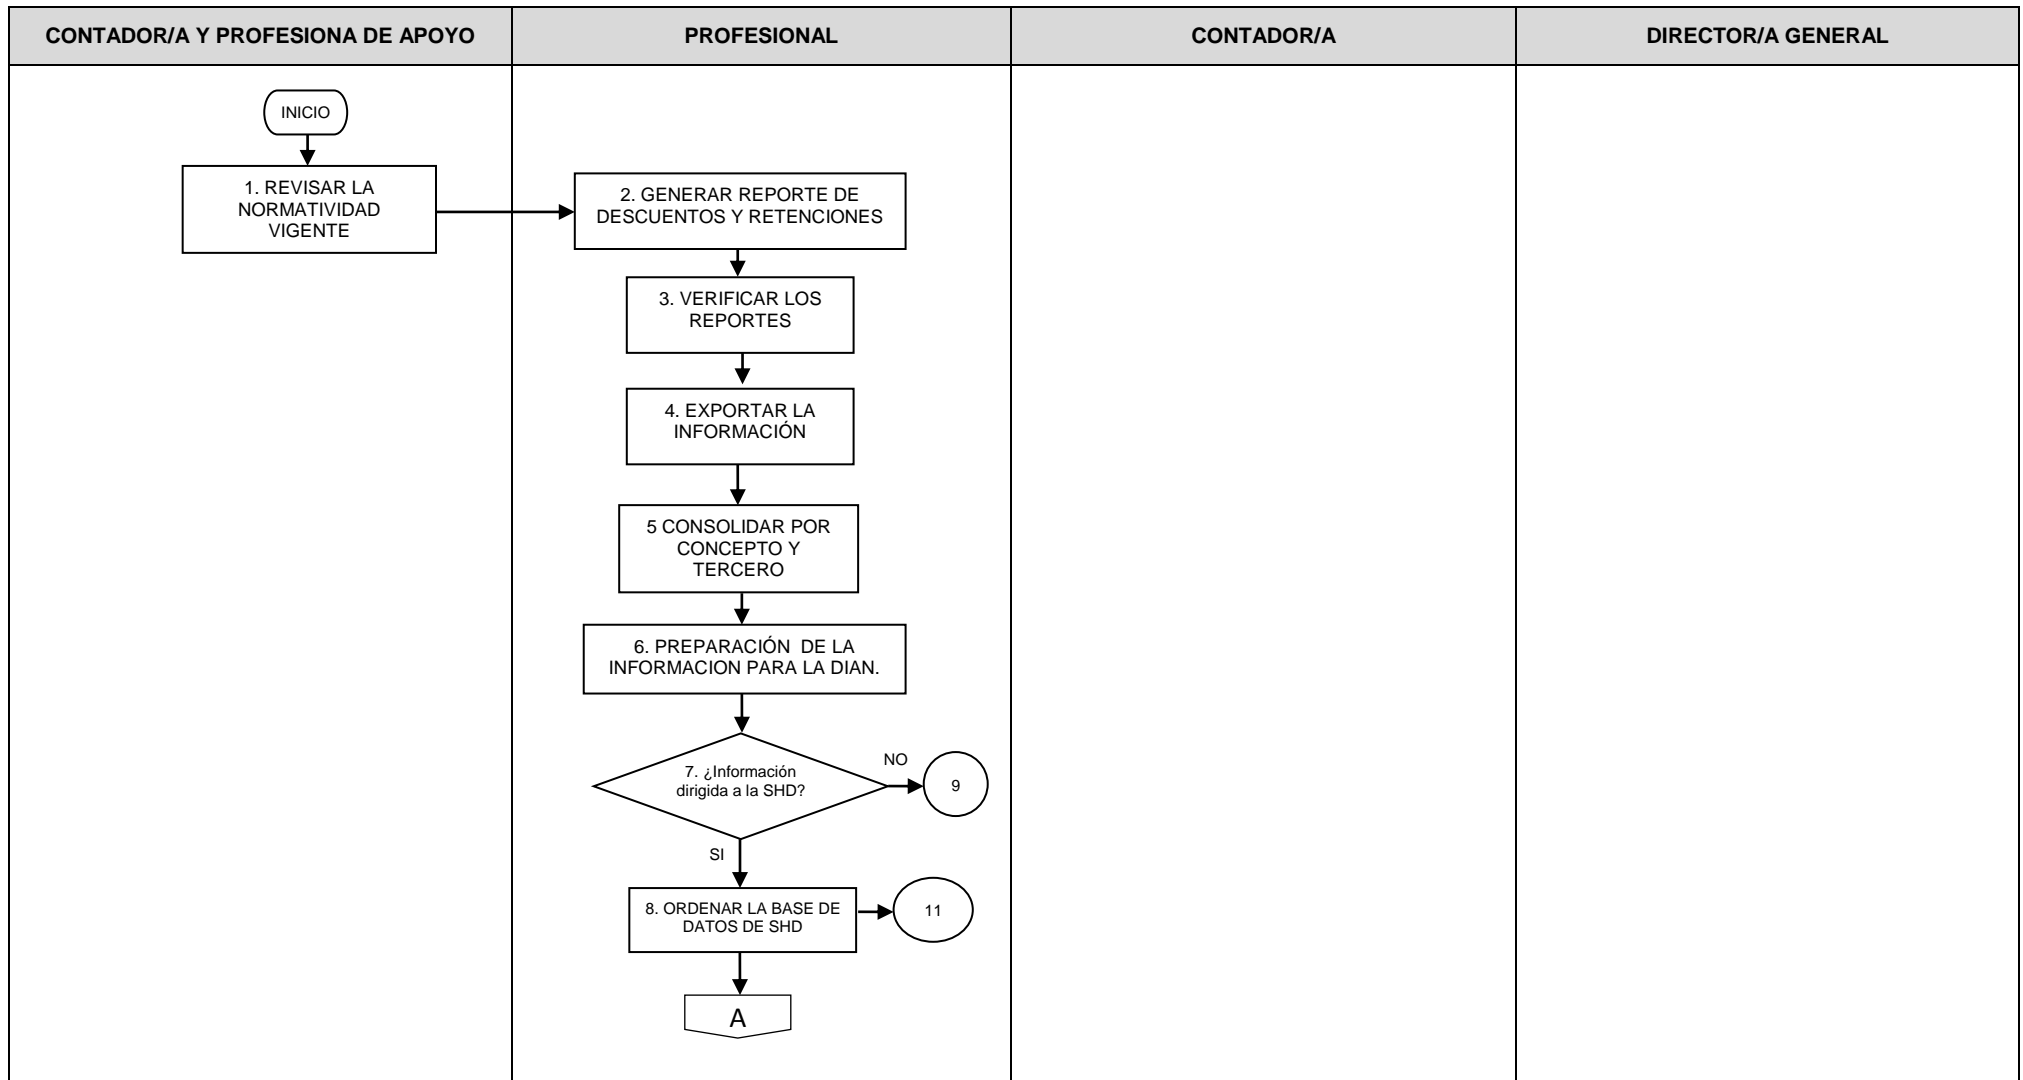 CONTADOR/A Y PROFESIONA DE APOYO
PROFESIONAL
CONTADOR/A
DIRECTOR/A GENERAL
INICIO
1. REVISAR LA
NORMATIVIDAD
VIGENTE
2. GENERAR REPORTE DE
DESCUENTOS Y RETENCIONES
3. VERIFICAR LOS
REPORTES
4. EXPORTAR LA
INFORMACIÓN
5 CONSOLIDAR POR
CONCEPTO Y
TERCERO
6. PREPARACIÓN  DE LA
INFORMACION PARA LA DIAN.
7. ¿Información
dirigida a la SHD?
NO
9
SI
8. ORDENAR LA BASE DE
DATOS DE SHD
11
A